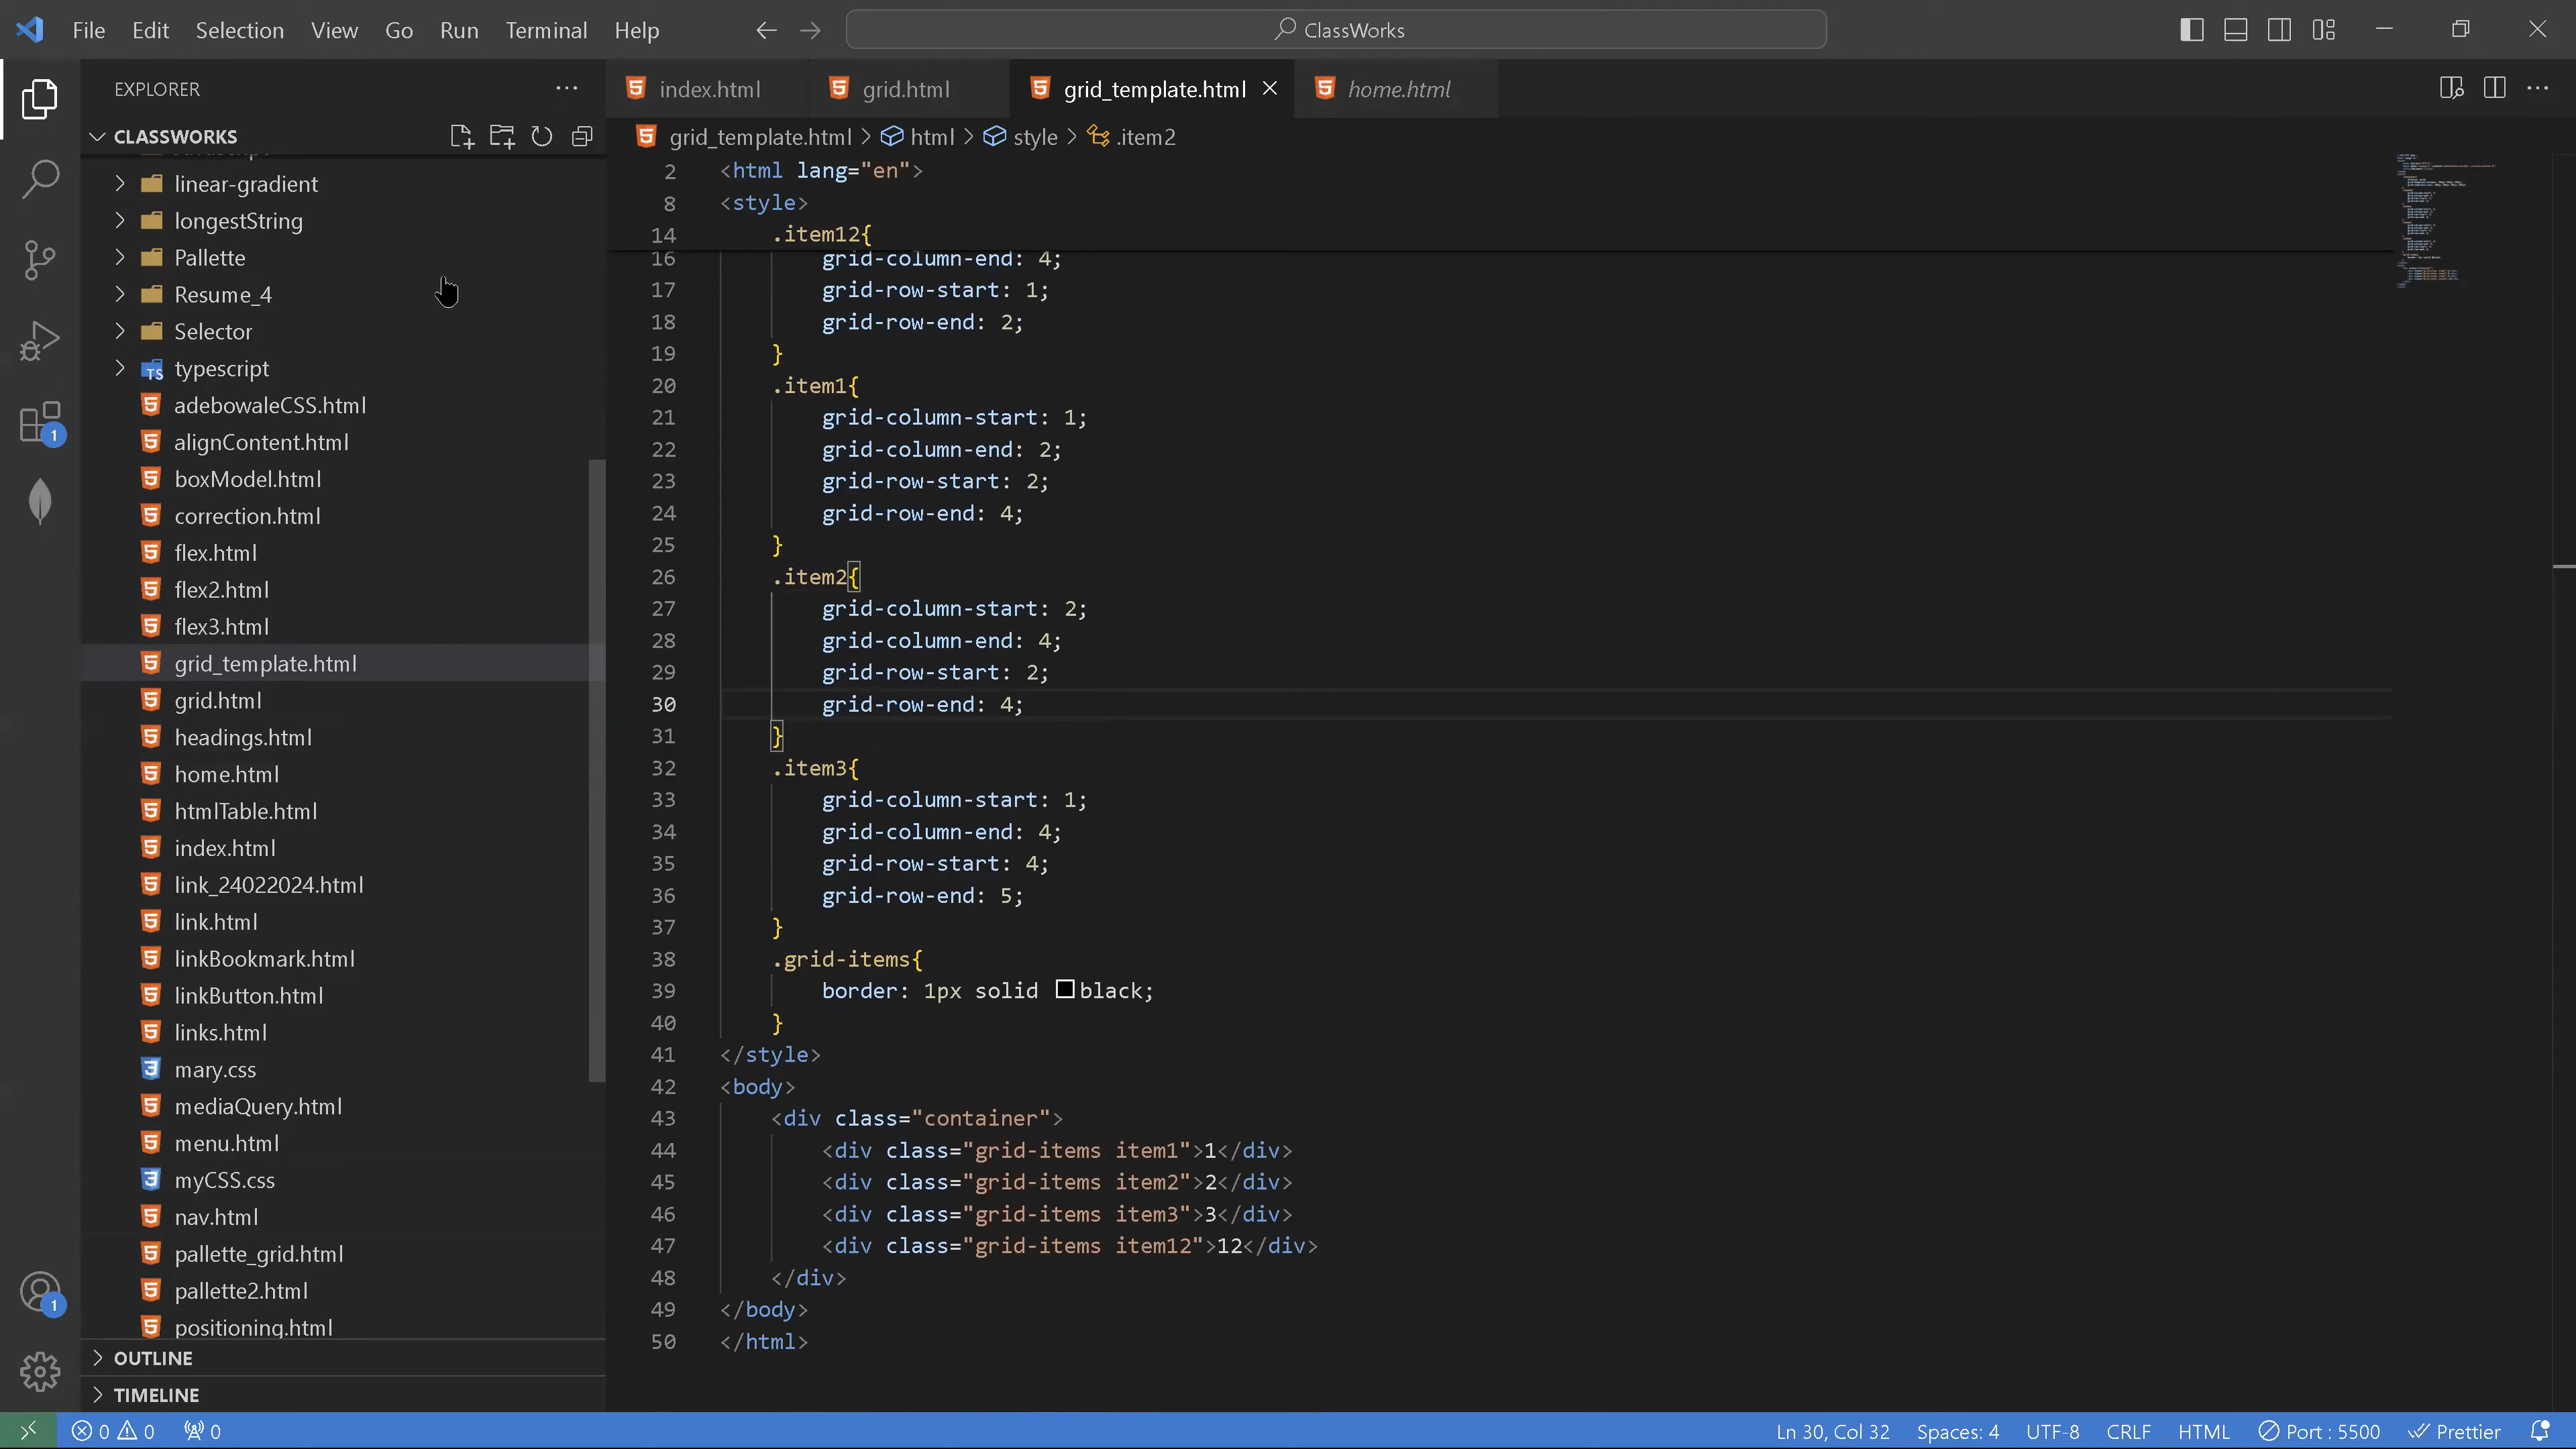 File Edit Selection View Go Run Terminal Help
ClassWorks
EXPLORER
CLASSWORKS
linear-gradient
longestString
Pallette
Resume_4
Selector
typescript
adebowaleCSS.html
alignContent.html
boxModel.html
correction.html
flex.html
flex2.html
flex3.html
grid_template.html
grid.html
headings.html
home.html
htmlTable.html
index.html
link_24022024.html
link.html
linkBookmark.html
linkButton.html
links.html
mary.css
mediaQuery.html
menu.html
myCSS.css
nav.html
pallette_grid.html
pallette2.html
positioning.html
OUTLINE
TIMELINE
index.html grid.html grid_template.html home.html
grid_template.html > html > style > .item2
2 <html lang="en">
8 <style>
14 .item12{
16 grid-column-end: 4;
17 grid-row-start: 1;
18 grid-row-end: 2;
19 }
20 .item1{
21 grid-column-start: 1;
22 grid-column-end: 2;
23 grid-row-start: 2;
24 grid-row-end: 4;
25 }
26 .item2{
27 grid-column-start: 2;
28 grid-column-end: 4;
29 grid-row-start: 2;
30 grid-row-end: 4;
31 }
32 .item3{
33 grid-column-start: 1;
34 grid-column-end: 4;
35 grid-row-start: 4;
36 grid-row-end: 5;
37 }
38 .grid-items{
39 border: 1px solid black;
40 }
41 </style>
42 <body>
43 <div class="container">
44 <div class="grid-items item1">1</div>
45 <div class="grid-items item2">2</div>
46 <div class="grid-items item3">3</div>
47 <div class="grid-items item12">12</div>
48 </div>
49 </body>
50 </html>
1
1
0 0 0
Ln 30, Col 32 Spaces: 4 UTF-8 CRLF HTML Port : 5500 Prettier